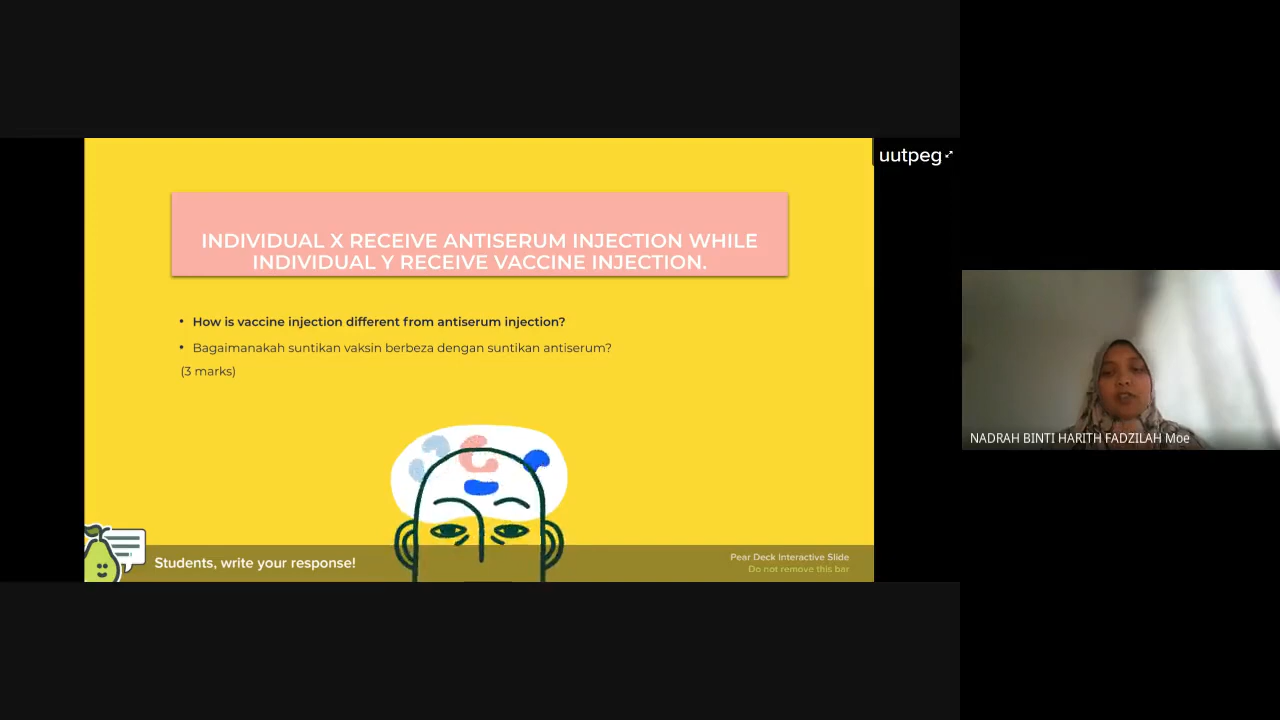 uutpeg
INDIVIDUAL X RECEIVE ANTISERUM INJECTION WHILE
INDIVIDUAL Y RECEIVE VACCINE INJECTION.
• How is vaccine injection different from antiserum injection?
• Bagaimanakah suntikan vaksin berbeza dengan suntikan antiserum?
(3 marks)
Students, write your response!
Pear Deck Interactive Slide
Do not remove this bar
NADRAH BINTI HARITH FADZILAH Moe